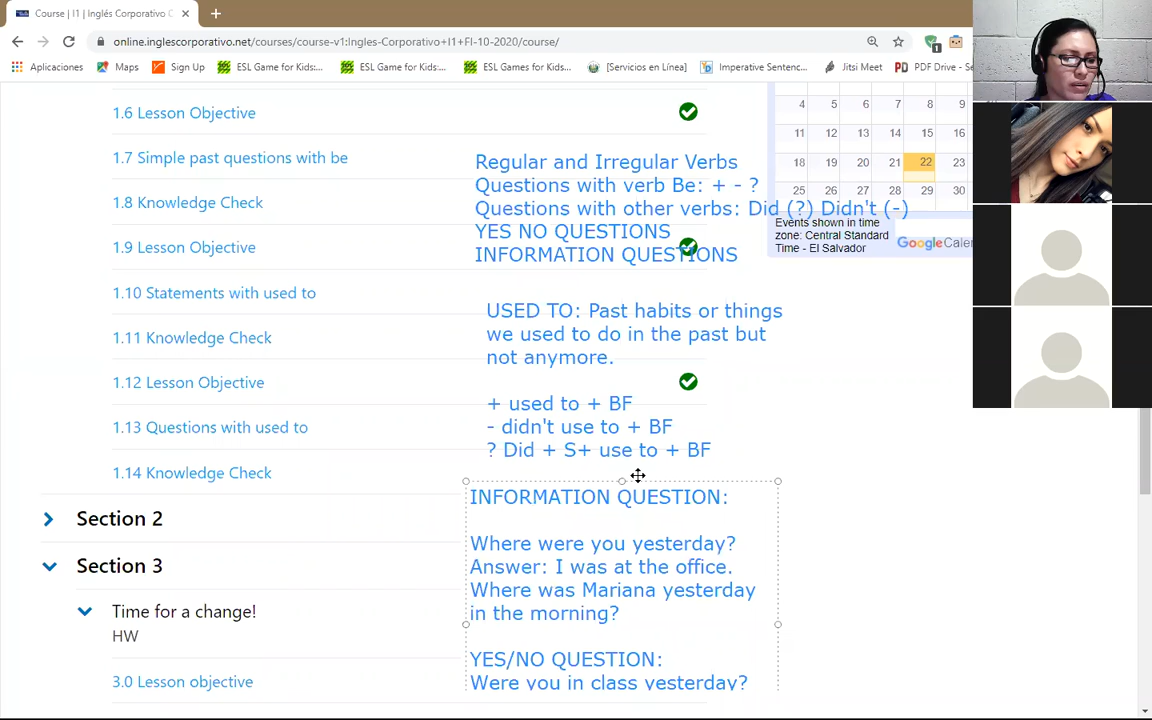 Course | I1 | Inglés Corporativo C
online.inglescorporativo.net/courses/course-v1:Ingles-Corporativo+I1+FI-10-2020/course/
1
Aplicaciones
Maps
Sign Up
ESL Game for Kids:...
ESL Game for Kids:...
ESL Games for Kids:...
[Servicios en Línea]
Imperative Sentenc...
Jitsi Meet
PD PDF Drive - Se
1.6 Lesson Objective
1.7 Simple past questions with be
1.8 Knowledge Check
1.9 Lesson Objective
1.10 Statements with used to
1.11 Knowledge Check
1.12 Lesson Objective
1.13 Questions with used to
1.14 Knowledge Check
Section 2
Section 3
Time for a change!
HW
3.0 Lesson objective
Regular and Irregular Verbs
Questions with verb Be: + - ?
Questions with other verbs: Did (?) Didn't (-)
YES NO QUESTIONS
INFORMATION QUESTIONS
USED TO: Past habits or things
we used to do in the past but
not anymore.
+ used to + BF
- didn't use to + BF
? Did + S+ use to + BF
INFORMATION QUESTION:
Where were you yesterday?
Answer: I was at the office.
Where was Mariana yesterday
in the morning?
YES/NO QUESTION:
Were you in class yesterday?
4 5 6 7 8 9
11 12 13 14 15 16
18 19 20 21 22 23
25 26 27 28 29 30
Events shown in time
zone: Central Standard
Time - El Salvador
Google Calen